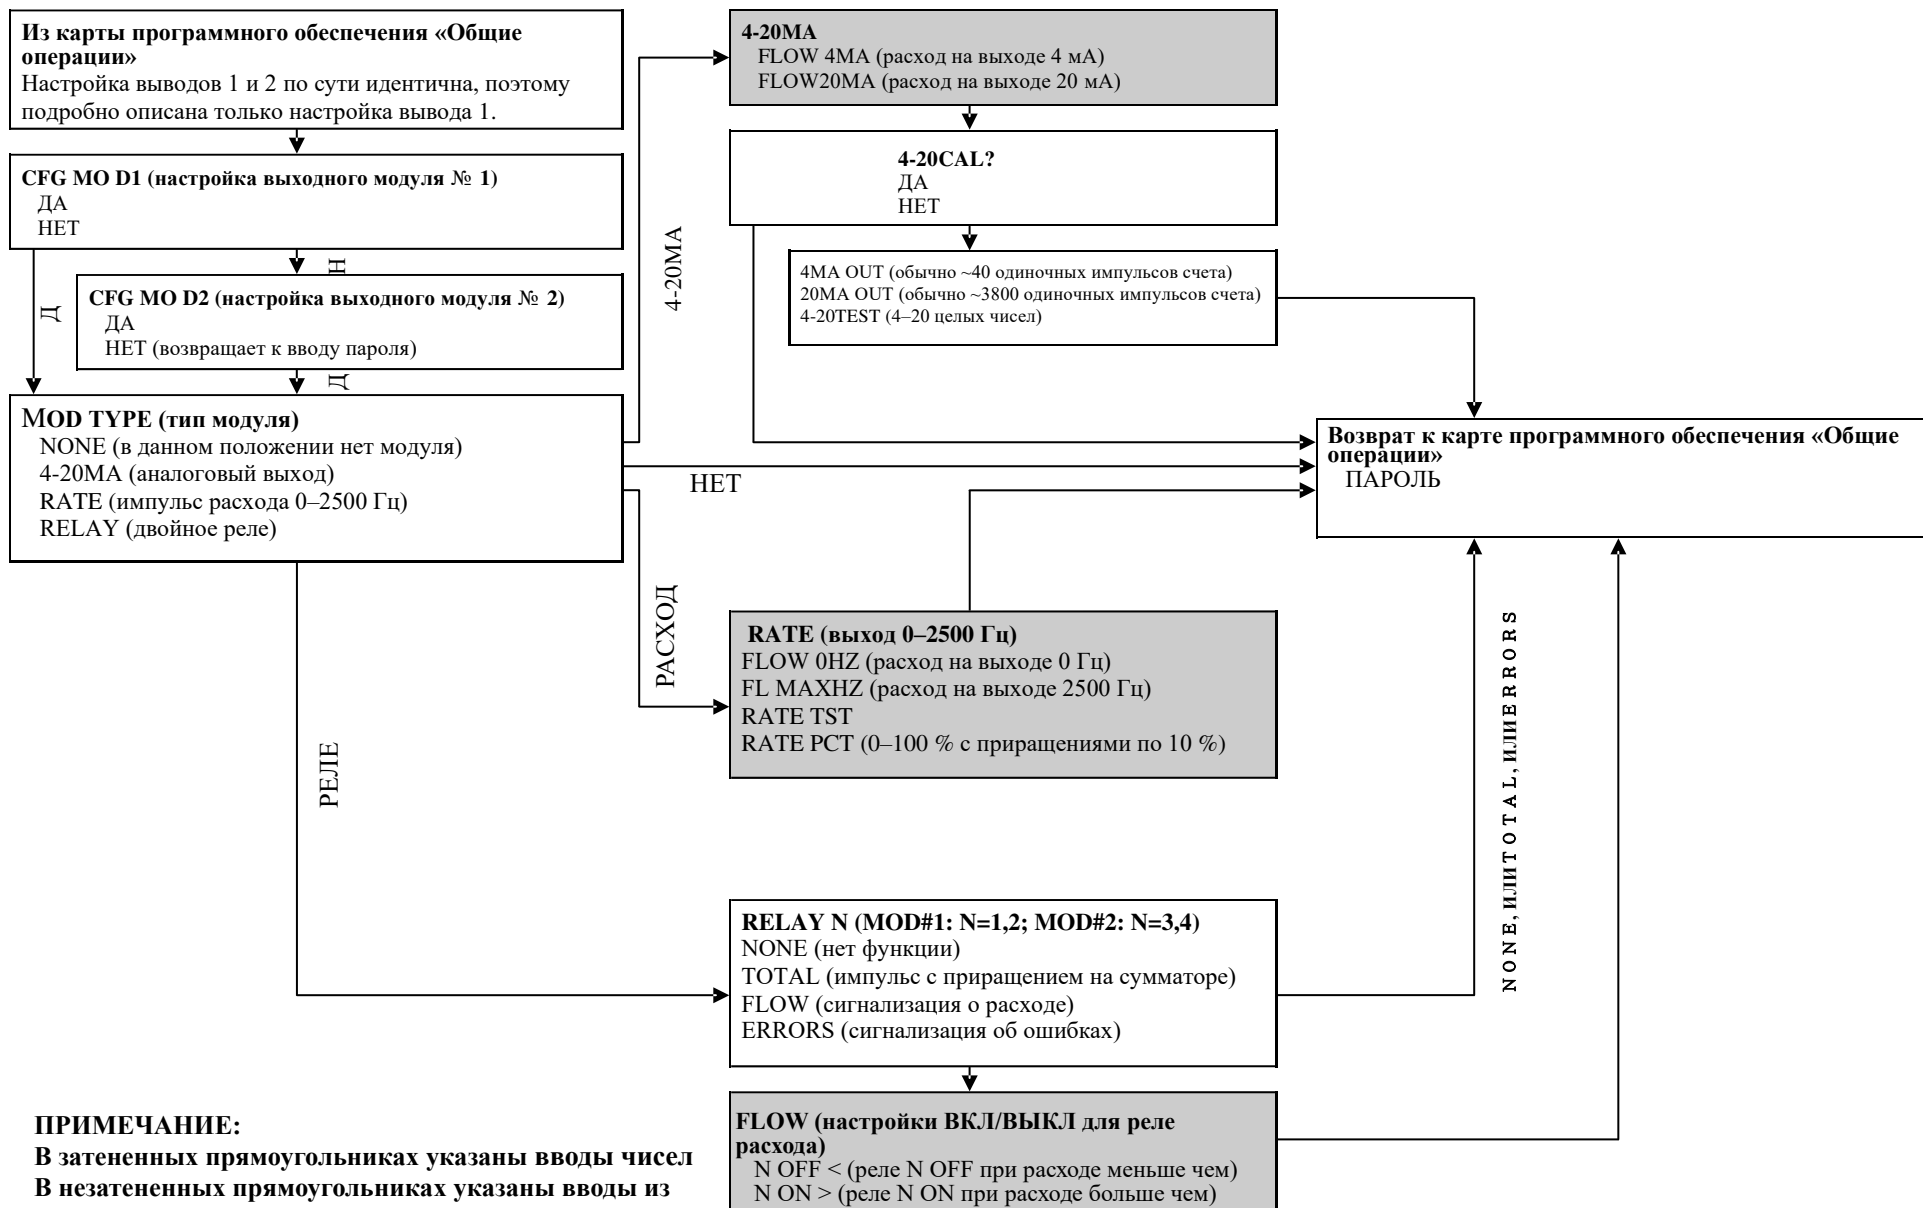 Из карты программного обеспечения «Общие
операции»
Настройка выводов 1 и 2 по сути идентична, поэтому
подробно описана только настройка вывода 1.
CFG MO D1 (настройка выходного модуля № 1)
ДА
НЕТ
Д
Н
CFG MO D2 (настройка выходного модуля № 2)
ДА
НЕТ (возвращает к вводу пароля)
Д
MOD TYPE (тип модуля)
NONE (в данном положении нет модуля)
4-20MA (аналоговый выход)
RATE (импульс расхода 0–2500 Гц)
RELAY (двойное реле)
4-20MA
4-20MA
FLOW 4MA (расход на выходе 4 мА)
FLOW20MA (расход на выходе 20 мА)
4-20CAL?
ДА
НЕТ
4MA OUT (обычно ~40 одиночных импульсов счета)
20MA OUT (обычно ~3800 одиночных импульсов счета)
4-20TEST (4–20 целых чисел)
НЕТ
Возврат к карте программного обеспечения «Общие
операции»
ПАРОЛЬ
РАСХОД
RATE (выход 0–2500 Гц)
FLOW 0HZ (расход на выходе 0 Гц)
FL MAXHZ (расход на выходе 2500 Гц)
RATE TST
RATE PCT (0–100 % с приращениями по 10 %)
РЕЛЕ
RELAY N (MOD#1: N=1,2; MOD#2: N=3,4)
NONE (нет функции)
TOTAL (импульс с приращением на сумматоре)
FLOW (сигнализация о расходе)
ERRORS (сигнализация об ошибках)
NONE, ИЛИTOTAL, ИЛИERRORS
FLOW (настройки ВКЛ/ВЫКЛ для реле
расхода)
N OFF < (реле N OFF при расходе меньше чем)
N ON > (реле N ON при расходе больше чем)
ПРИМЕЧАНИЕ:
В затененных прямоугольниках указаны вводы чисел
В незатененных прямоугольниках указаны вводы из